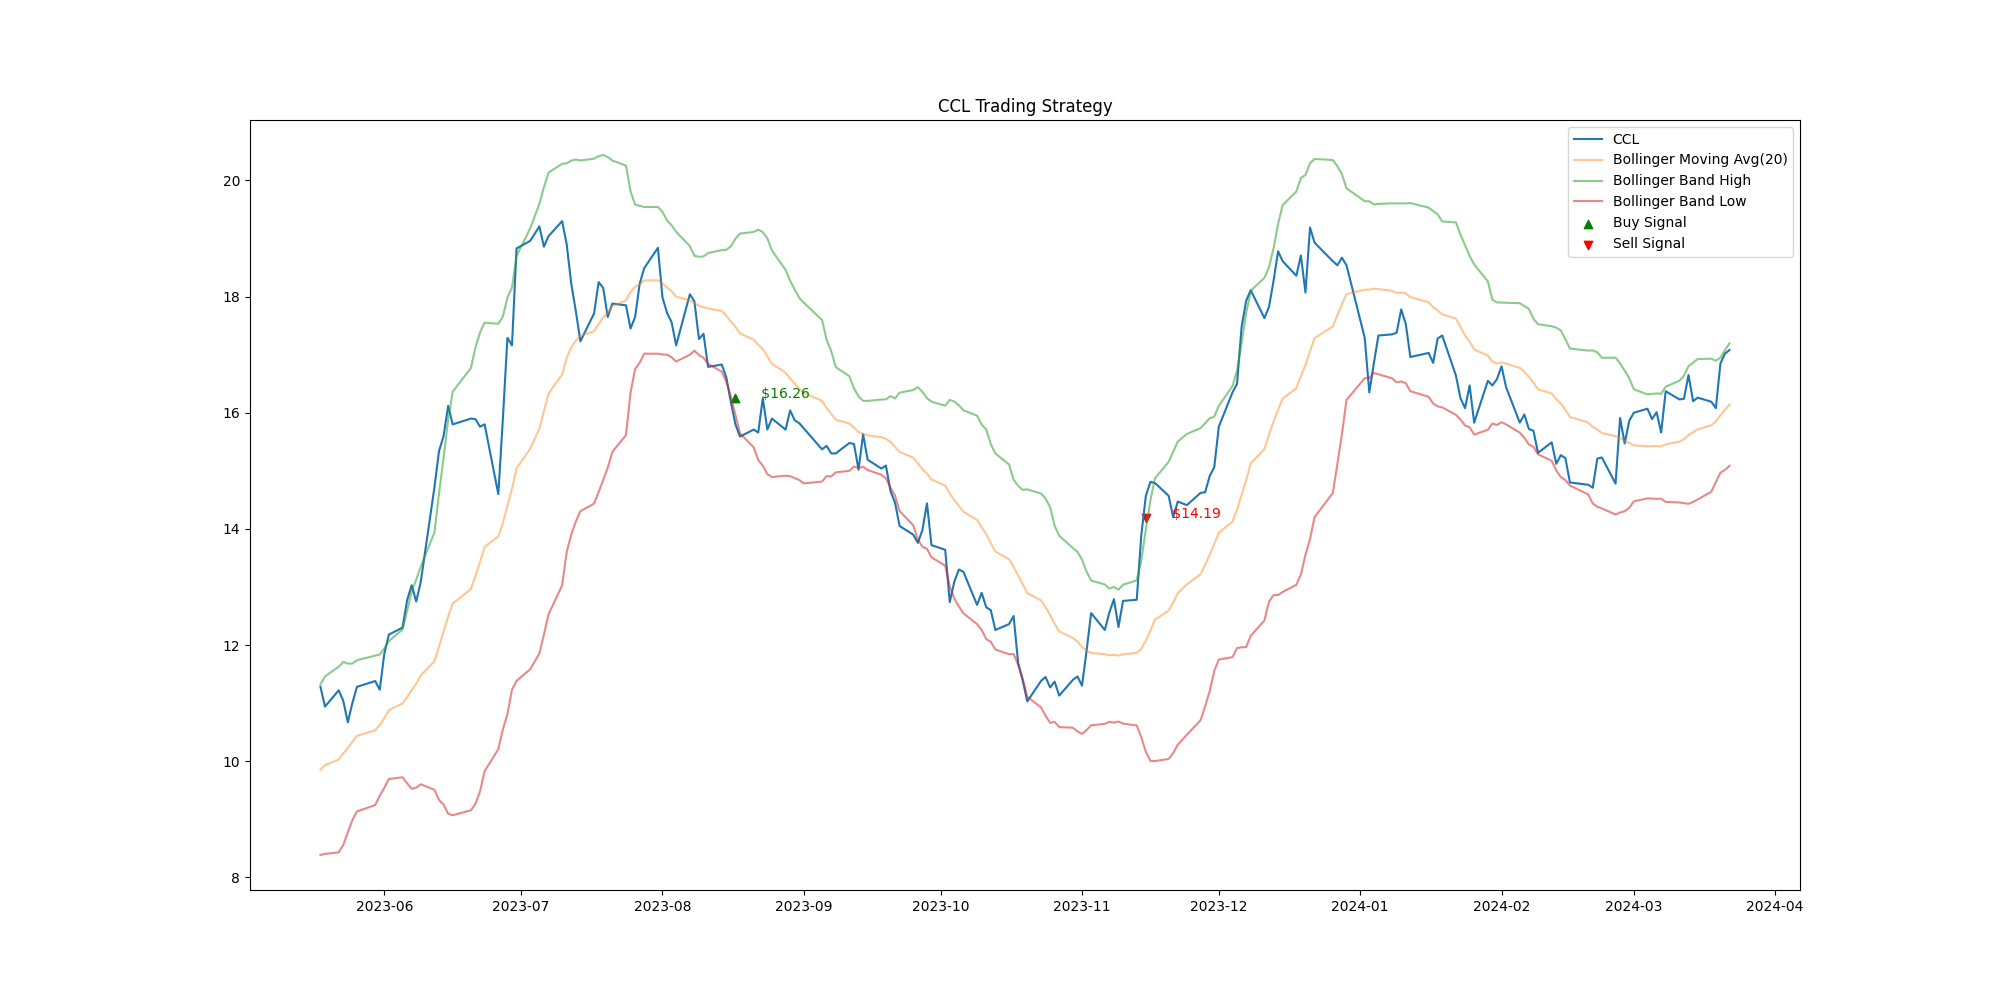 CCL Trading Strategy
CCL
Bollinger Moving Avg(20)
Bollinger Band High
Bollinger Band Low
Buy Signal
Sell Signal
20
18
16
14
12
10
8
$16.26
$14.19
2023-06
2023-07
2023-08
2023-09
2023-10
2023-11
2023-12
2024-01
2024-02
2024-03
2024-04